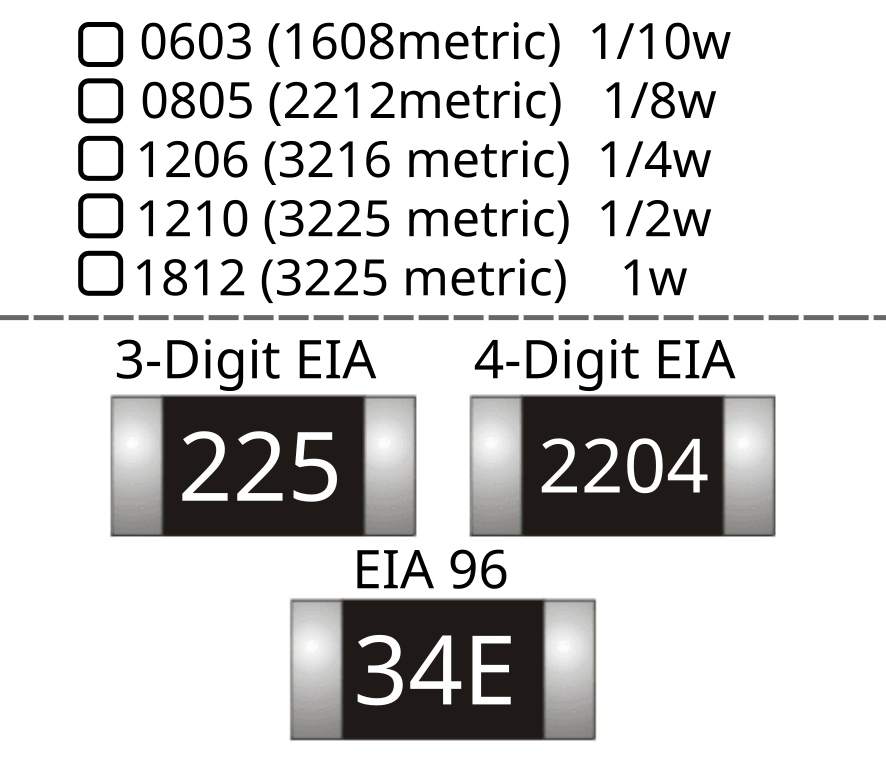 0603 (1608metric) 1/10w
0805 (2212metric) 1/8w
1206 (3216 metric) 1/4w
1210 (3225 metric) 1/2w
1812 (3225 metric) 1w
3-Digit EIA 4-Digit EIA
225 2204
EIA 96
34E